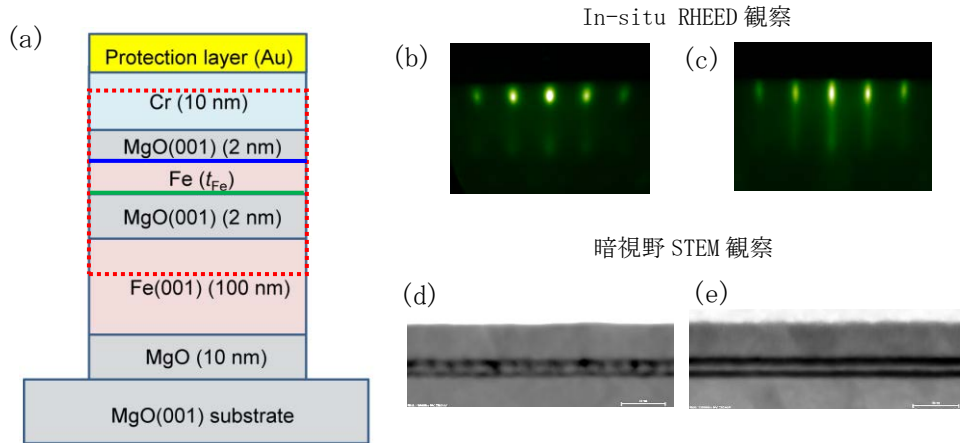 In-situ RHEED 観察
(a)
(b)
(c)
Protection layer (Au)
Cr (10 nm)
MgO(001) (2 nm)
Fe (tFe)
MgO(001) (2 nm)
Fe(001) (100 nm)
MgO (10 nm)
MgO(001) substrate
暗視野 STEM 観察
(d)
(e)